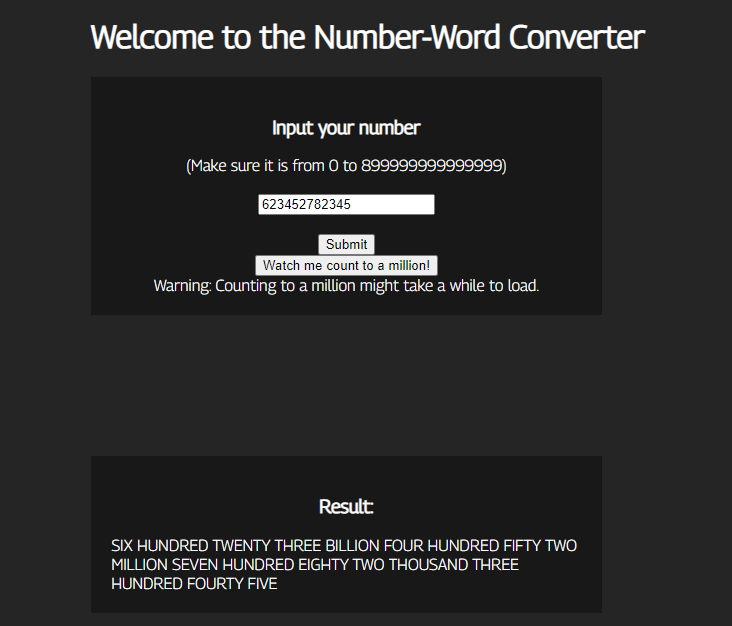 Welcome to the Number-Word Converter
Input your number
(Make sure it is from 0 to 899999999999999)
623452782345
Submit
Watch me count to a million!
Warning: Counting to a million might take a while to load.
Result:
SIX HUNDRED TWENTY THREE BILLION FOUR HUNDRED FIFTY TWO
MILLION SEVEN HUNDRED EIGHTY TWO THOUSAND THREE
HUNDRED FOURTY FIVE